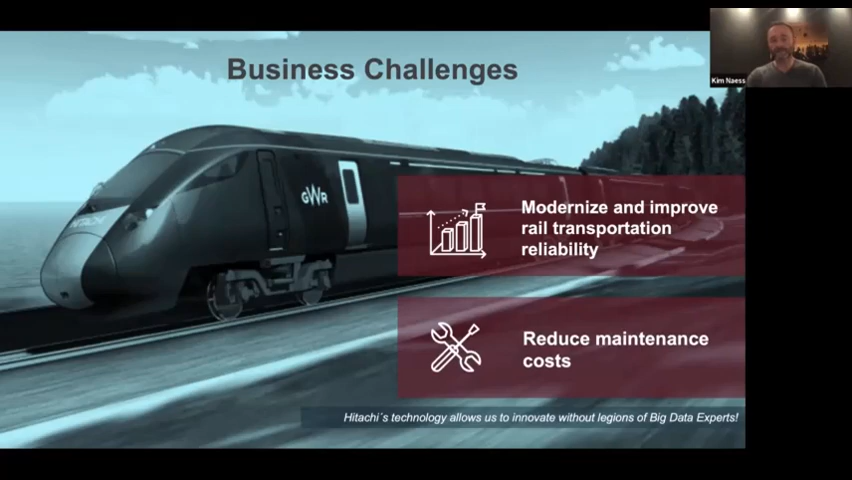 Business Challenges
Kim Naess
GWR
HITACHI
Modernize and improve
rail transportation
reliability
Reduce maintenance
costs
Hitachi´s technology allows us to innovate without legions of Big Data Experts!